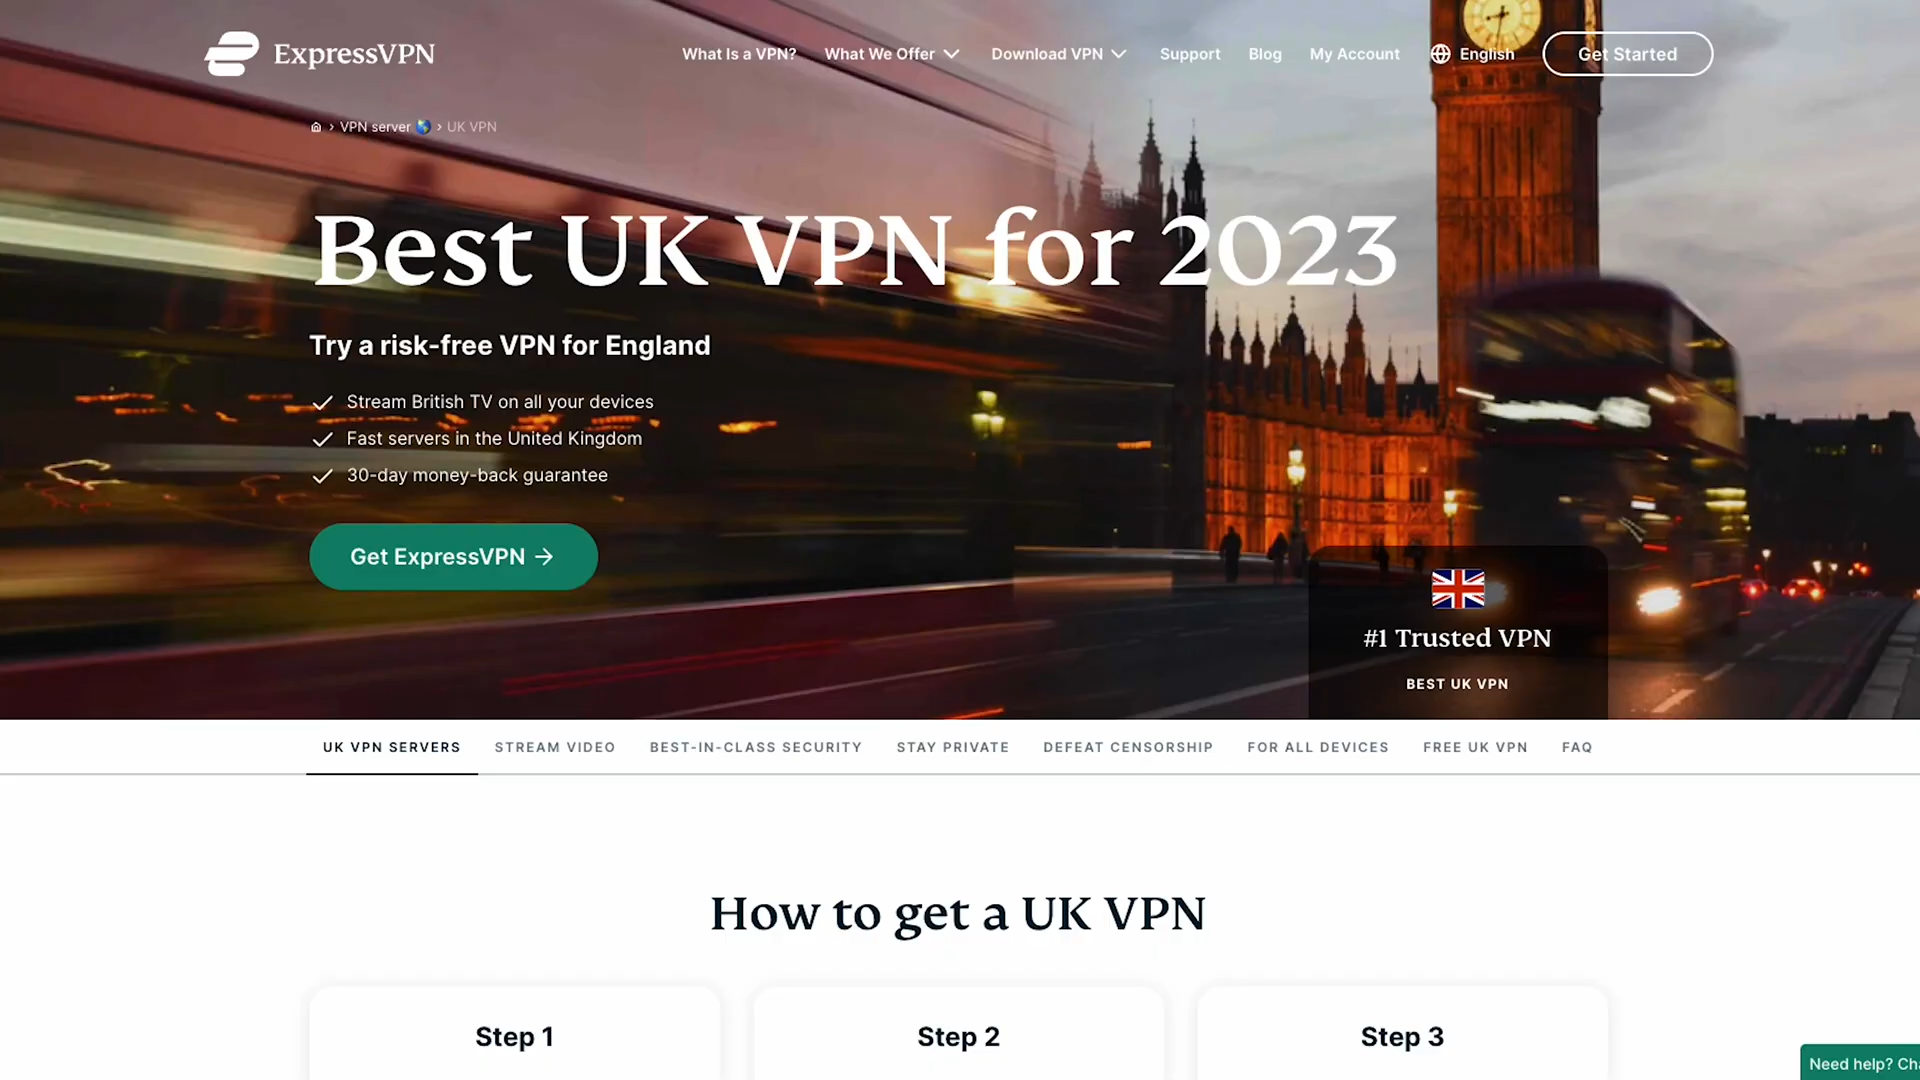 ExpressVPN
What Is a VPN?
What We Offer
Download VPN
Support
Blog
My Account
English
Get Started
› VPN server 🌏 › UK VPN
Best UK VPN for 2023
Try a risk-free VPN for England
Stream British TV on all your devices
Fast servers in the United Kingdom
30-day money-back guarantee
Get ExpressVPN →
#1 Trusted VPN
BEST UK VPN
UK VPN SERVERS
STREAM VIDEO
BEST-IN-CLASS SECURITY
STAY PRIVATE
DEFEAT CENSORSHIP
FOR ALL DEVICES
FREE UK VPN
FAQ
How to get a UK VPN
Step 1
Step 2
Step 3
Need help?